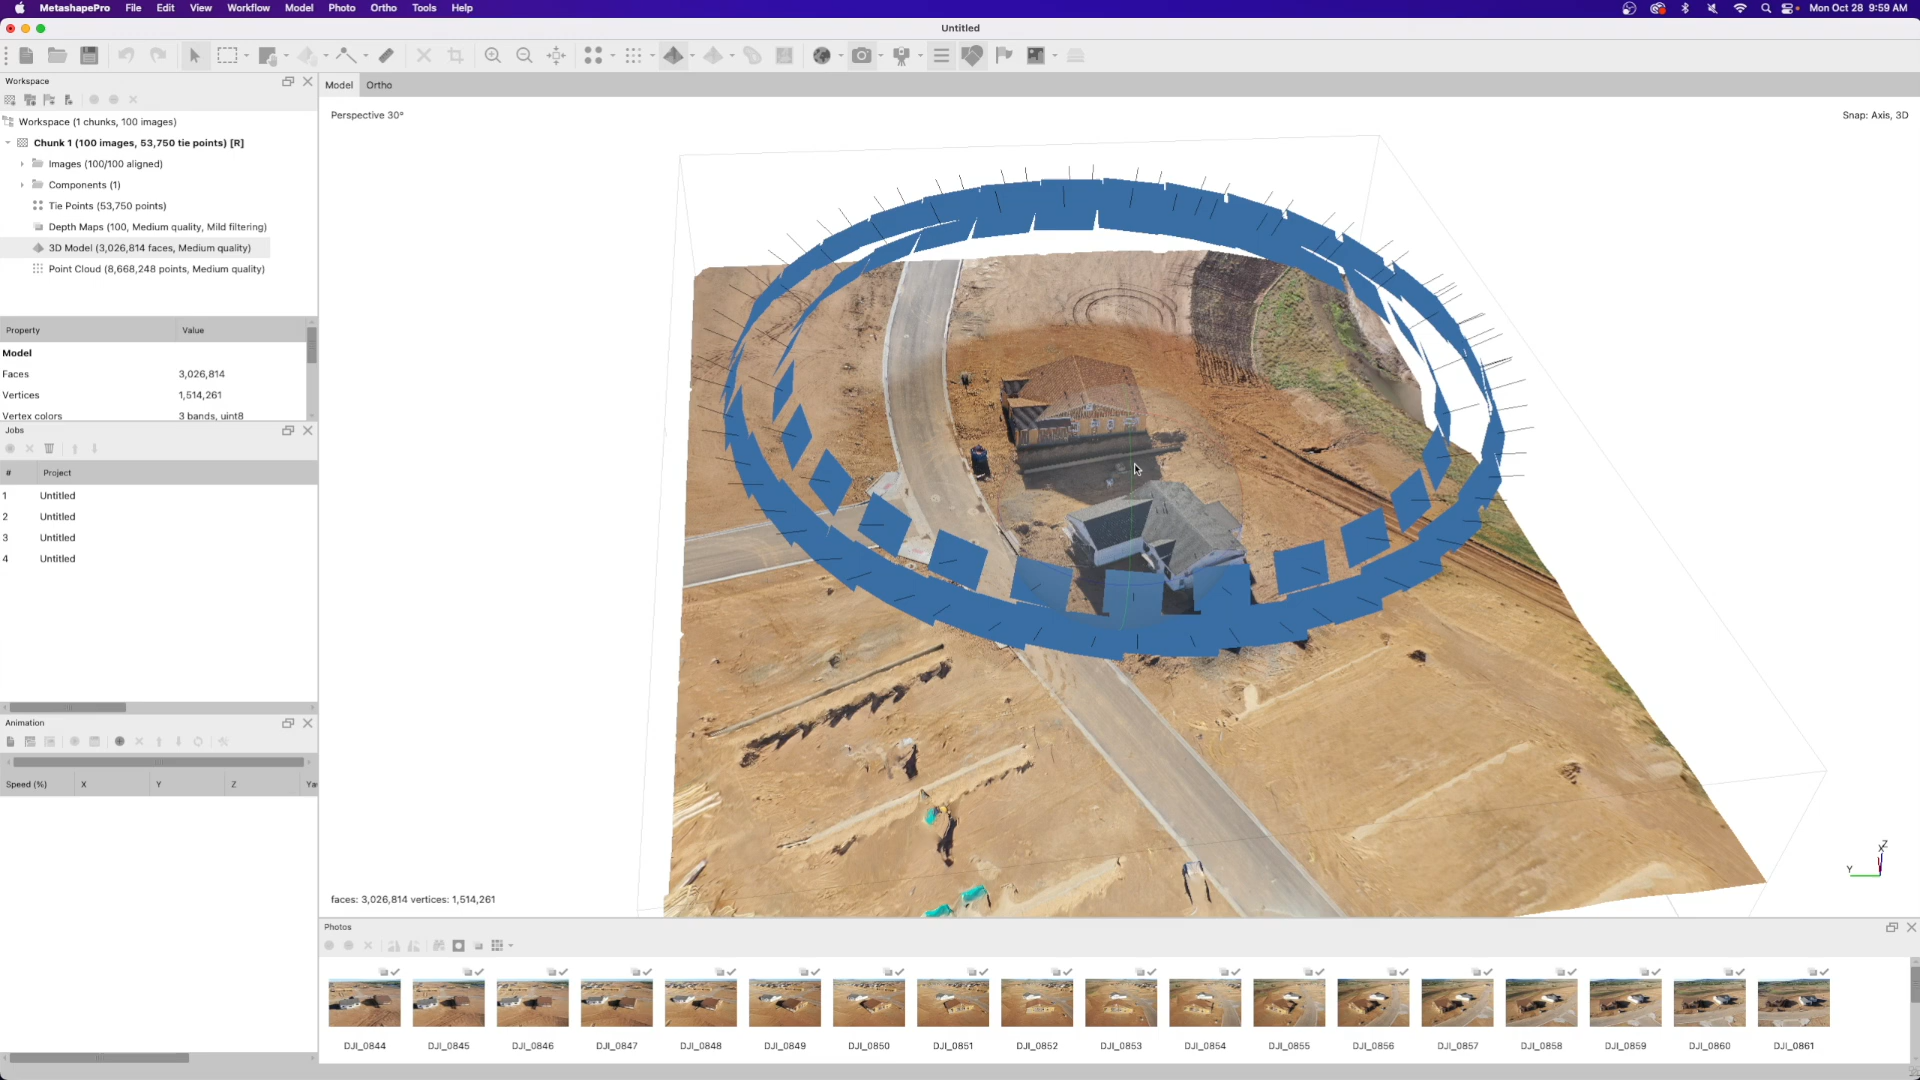 MetashapePro File Edit View Workflow Model Photo Ortho Tools Help
Mon Oct 28 9:59 AM
Untitled
Workspace
Workspace (1 chunks, 100 images)
Chunk 1 (100 images, 53,750 tie points) [R]
Images (100/100 aligned)
Components (1)
Tie Points (53,750 points)
Depth Maps (100, Medium quality, Mild filtering)
3D Model (3,026,814 faces, Medium quality)
Point Cloud (8,668,248 points, Medium quality)
Property Value
Model
Faces 3,026,814
Vertices 1,514,261
Vertex colors 3 bands, uint8
Jobs
# Project
1 Untitled
2 Untitled
3 Untitled
4 Untitled
Animation
Speed (%) X Y Z Ya
Model Ortho
Perspective 30°
Snap: Axis, 3D
X Z
Y
faces: 3,026,814 vertices: 1,514,261
Photos
DJI_0844 DJI_0845 DJI_0846 DJI_0847 DJI_0848 DJI_0849 DJI_0850 DJI_0851 DJI_0852 DJI_0853 DJI_0854 DJI_0855 DJI_0856 DJI_0857 DJI_0858 DJI_0859 DJI_0860 DJI_0861